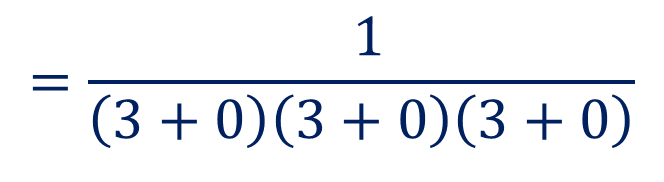 = 1/((3 + 0)(3 + 0)(3 + 0))